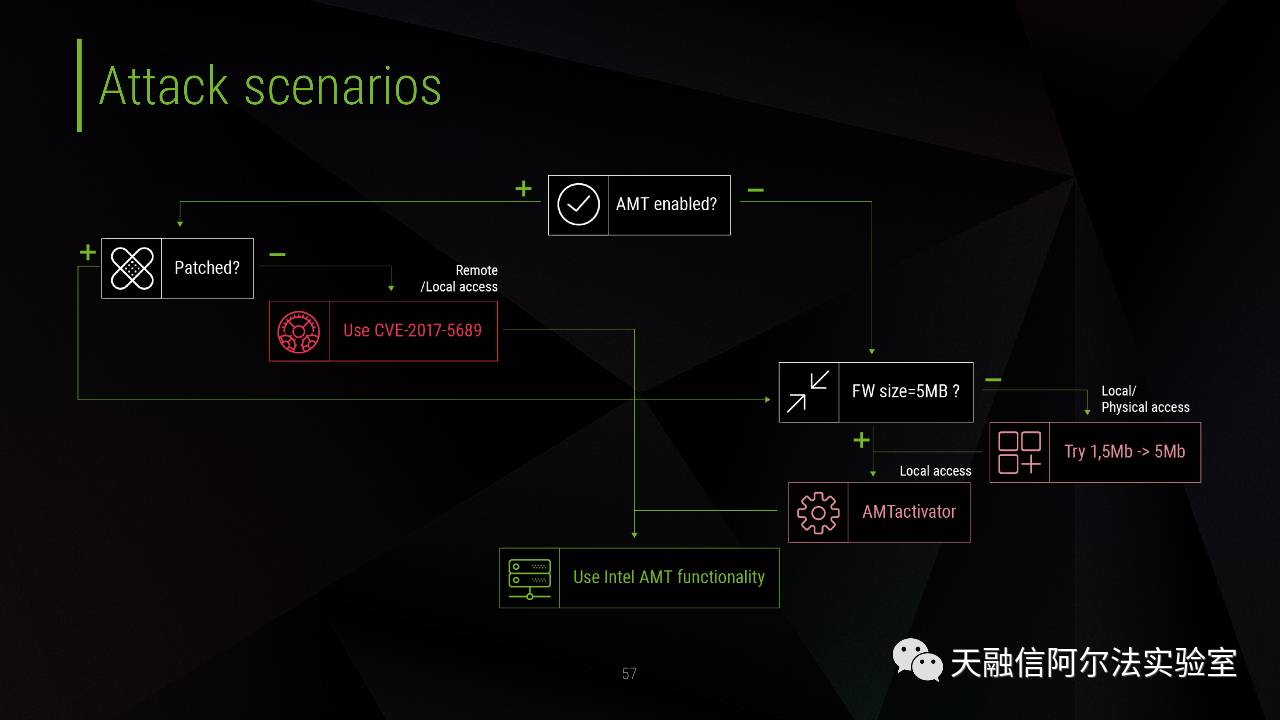 Attack scenarios
+
AMT enabled?
−
+
Patched?
−
Remote
/Local access
Use CVE-2017-5689
FW size=5MB ?
−
Local/
Physical access
+
Try 1,5Mb -> 5Mb
Local access
AMTactivator
Use Intel AMT functionality
天融信阿尔法实验室
57